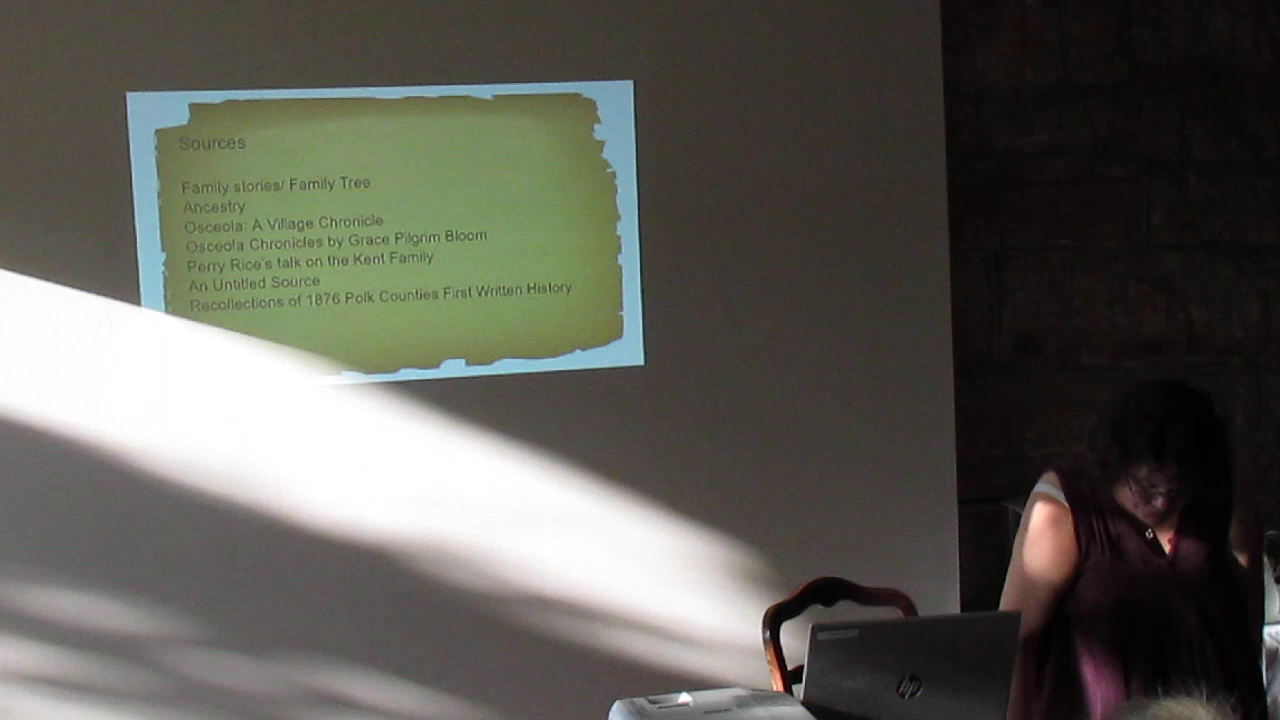 Sources
Family stories/ Family Tree
Ancestry
Osceola: A Village Chronicle
Osceola Chronicles by Grace Pilgrim Bloom
Perry Rice's talk on the Kent Family
An Untitled Source
Recollections of 1876 Polk Counties First Written History
hp